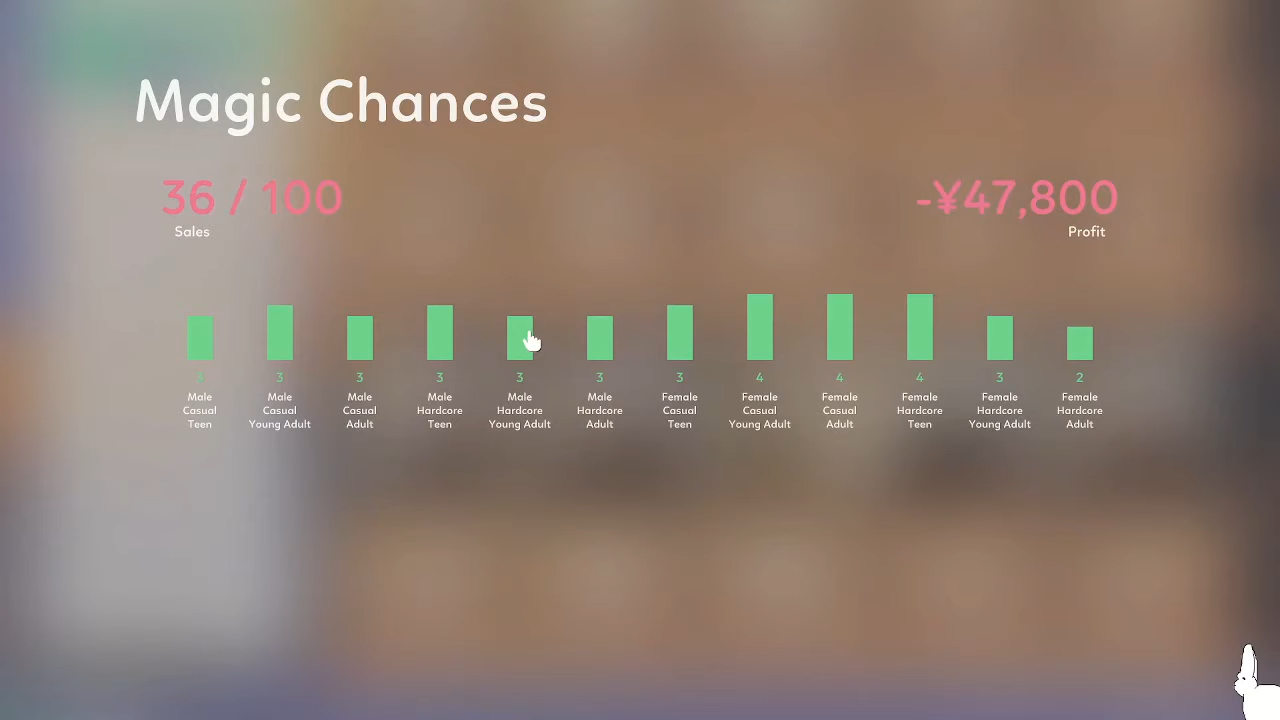 Magic Chances
36 / 100
Sales
-¥47,800
Profit
3 3 3 3 3 3 4 4 4 3 2
Male Male Male Male Male Male Female Female Female Female Female Female
Casual Casual Casual Hardcore Hardcore Hardcore Casual Casual Casual Hardcore Hardcore Hardcore
Teen Young Adult Adult Teen Young Adult Adult Teen Young Adult Adult Teen Young Adult Adult